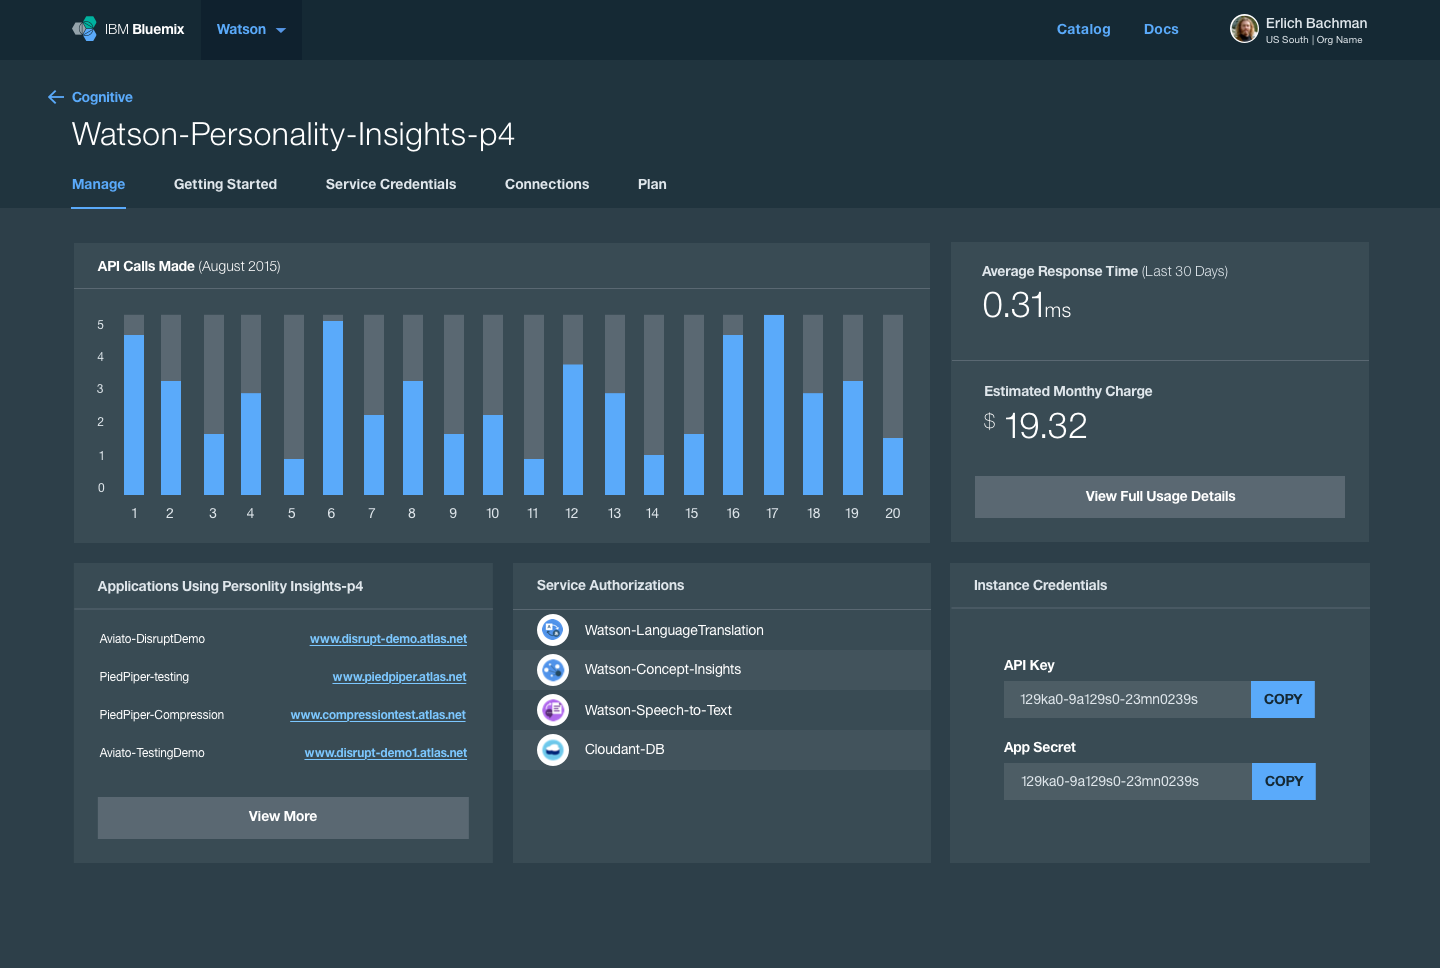 IBM Bluemix
Watson
Catalog
Docs
Erlich Bachman
US South | Org Name
Cognitive
Watson-Personality-Insights-p4
Manage
Getting Started
Service Credentials
Connections
Plan
API Calls Made (August 2015)
5
4
3
2
1
0
1 2 3 4 5 6 7 8 9 10 11 12 13 14 15 16 17 18 19 20
Average Response Time (Last 30 Days)
0.31ms
Estimated Monthy Charge
$ 19.32
View Full Usage Details
Applications Using Personlity Insights-p4
Aviato-DisruptDemo www.disrupt-demo.atlas.net
PiedPiper-testing www.piedpiper.atlas.net
PiedPiper-Compression www.compressiontest.atlas.net
Aviato-TestingDemo www.disrupt-demo1.atlas.net
View More
Service Authorizations
Watson-LanguageTranslation
Watson-Concept-Insights
Watson-Speech-to-Text
Cloudant-DB
Instance Credentials
API Key
129ka0-9a129s0-23mn0239s COPY
App Secret
129ka0-9a129s0-23mn0239s COPY